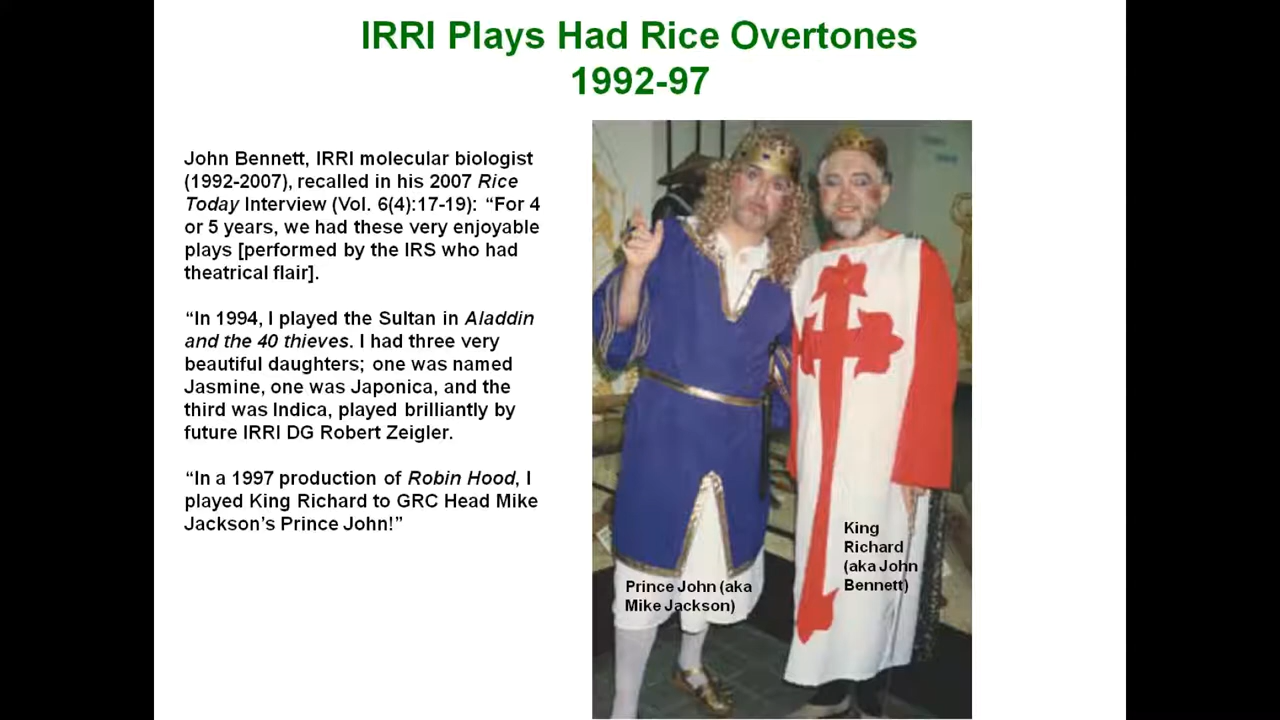 IRRI Plays Had Rice Overtones
1992-97
John Bennett, IRRI molecular biologist
(1992-2007), recalled in his 2007 Rice
Today Interview (Vol. 6(4):17-19): “For 4
or 5 years, we had these very enjoyable
plays [performed by the IRS who had
theatrical flair].
“In 1994, I played the Sultan in Aladdin
and the 40 thieves. I had three very
beautiful daughters; one was named
Jasmine, one was Japonica, and the
third was Indica, played brilliantly by
future IRRI DG Robert Zeigler.
“In a 1997 production of Robin Hood, I
played King Richard to GRC Head Mike
Jackson’s Prince John!”
Prince John (aka
Mike Jackson)
King
Richard
(aka John
Bennett)